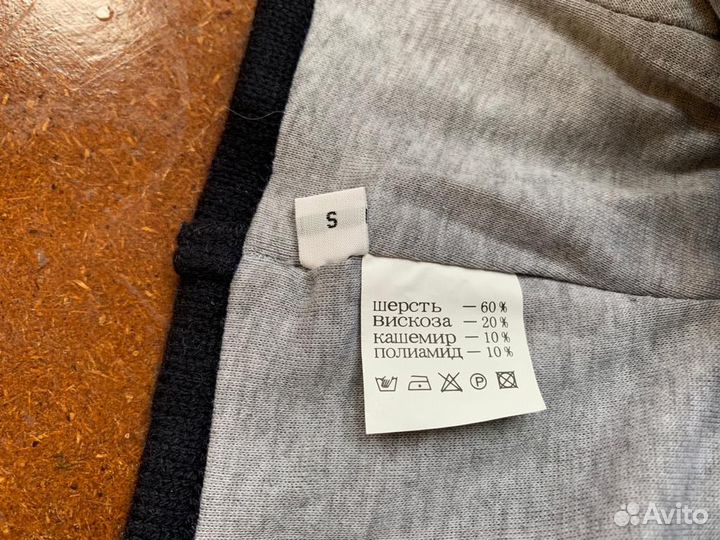 S
шерсть — 60%
вискоза — 20%
кашемир — 10%
полиамид — 10%
P
Avito